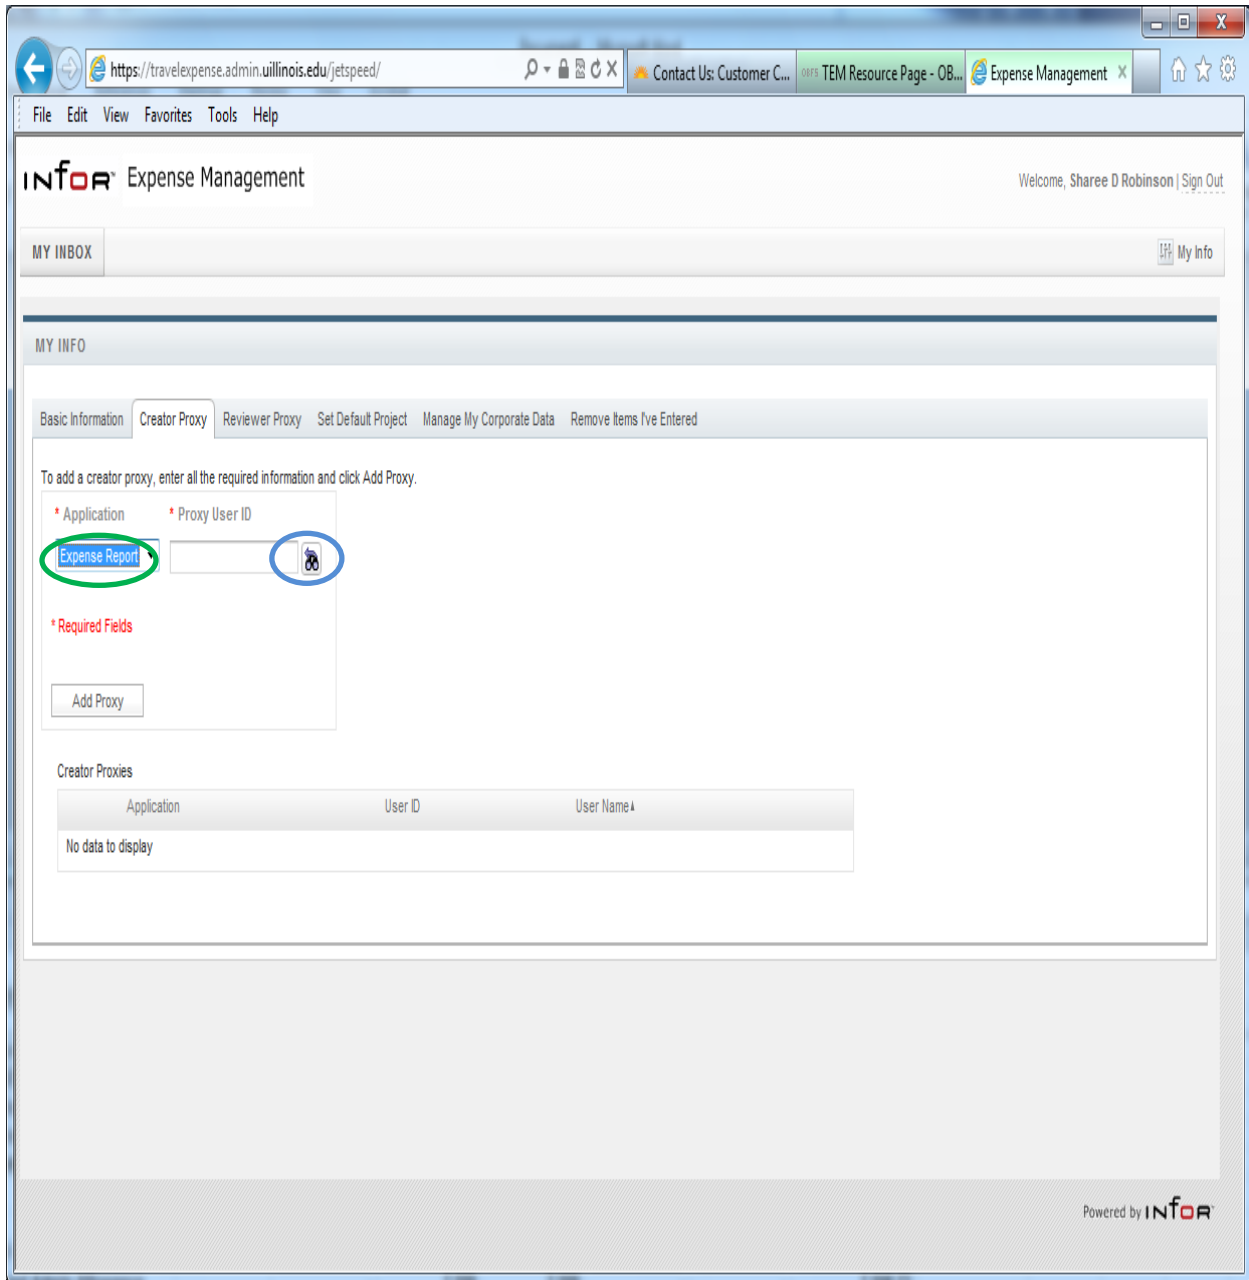 https://travelexpense.admin.uillinois.edu/jetspeed/
Contact Us: Customer C...
OBFS TEM Resource Page - OB...
Expense Management
File Edit View Favorites Tools Help
INFOR Expense Management
Welcome, Sharee D Robinson | Sign Out
MY INBOX
My Info
MY INFO
Basic Information Creator Proxy Reviewer Proxy Set Default Project Manage My Corporate Data Remove Items I've Entered
To add a creator proxy, enter all the required information and click Add Proxy.
* Application * Proxy User ID
Expense Report
* Required Fields
Add Proxy
Creator Proxies
Application User ID User Name
No data to display
Powered by INFOR